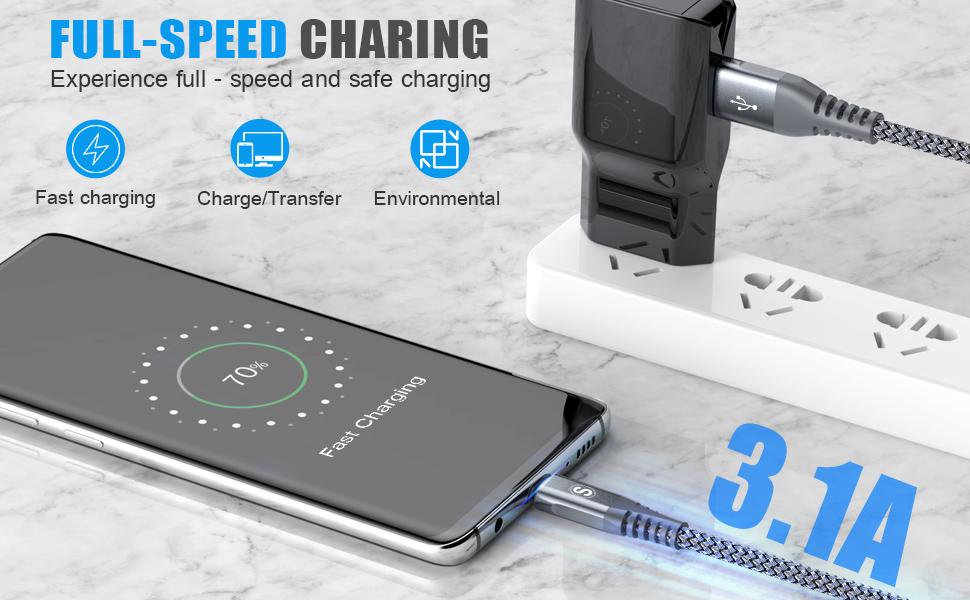 FULL-SPEED CHARING
Experience full - speed and safe charging
Fast charging
Charge/Transfer
Environmental
70%
Fast Charging
S
3.1A